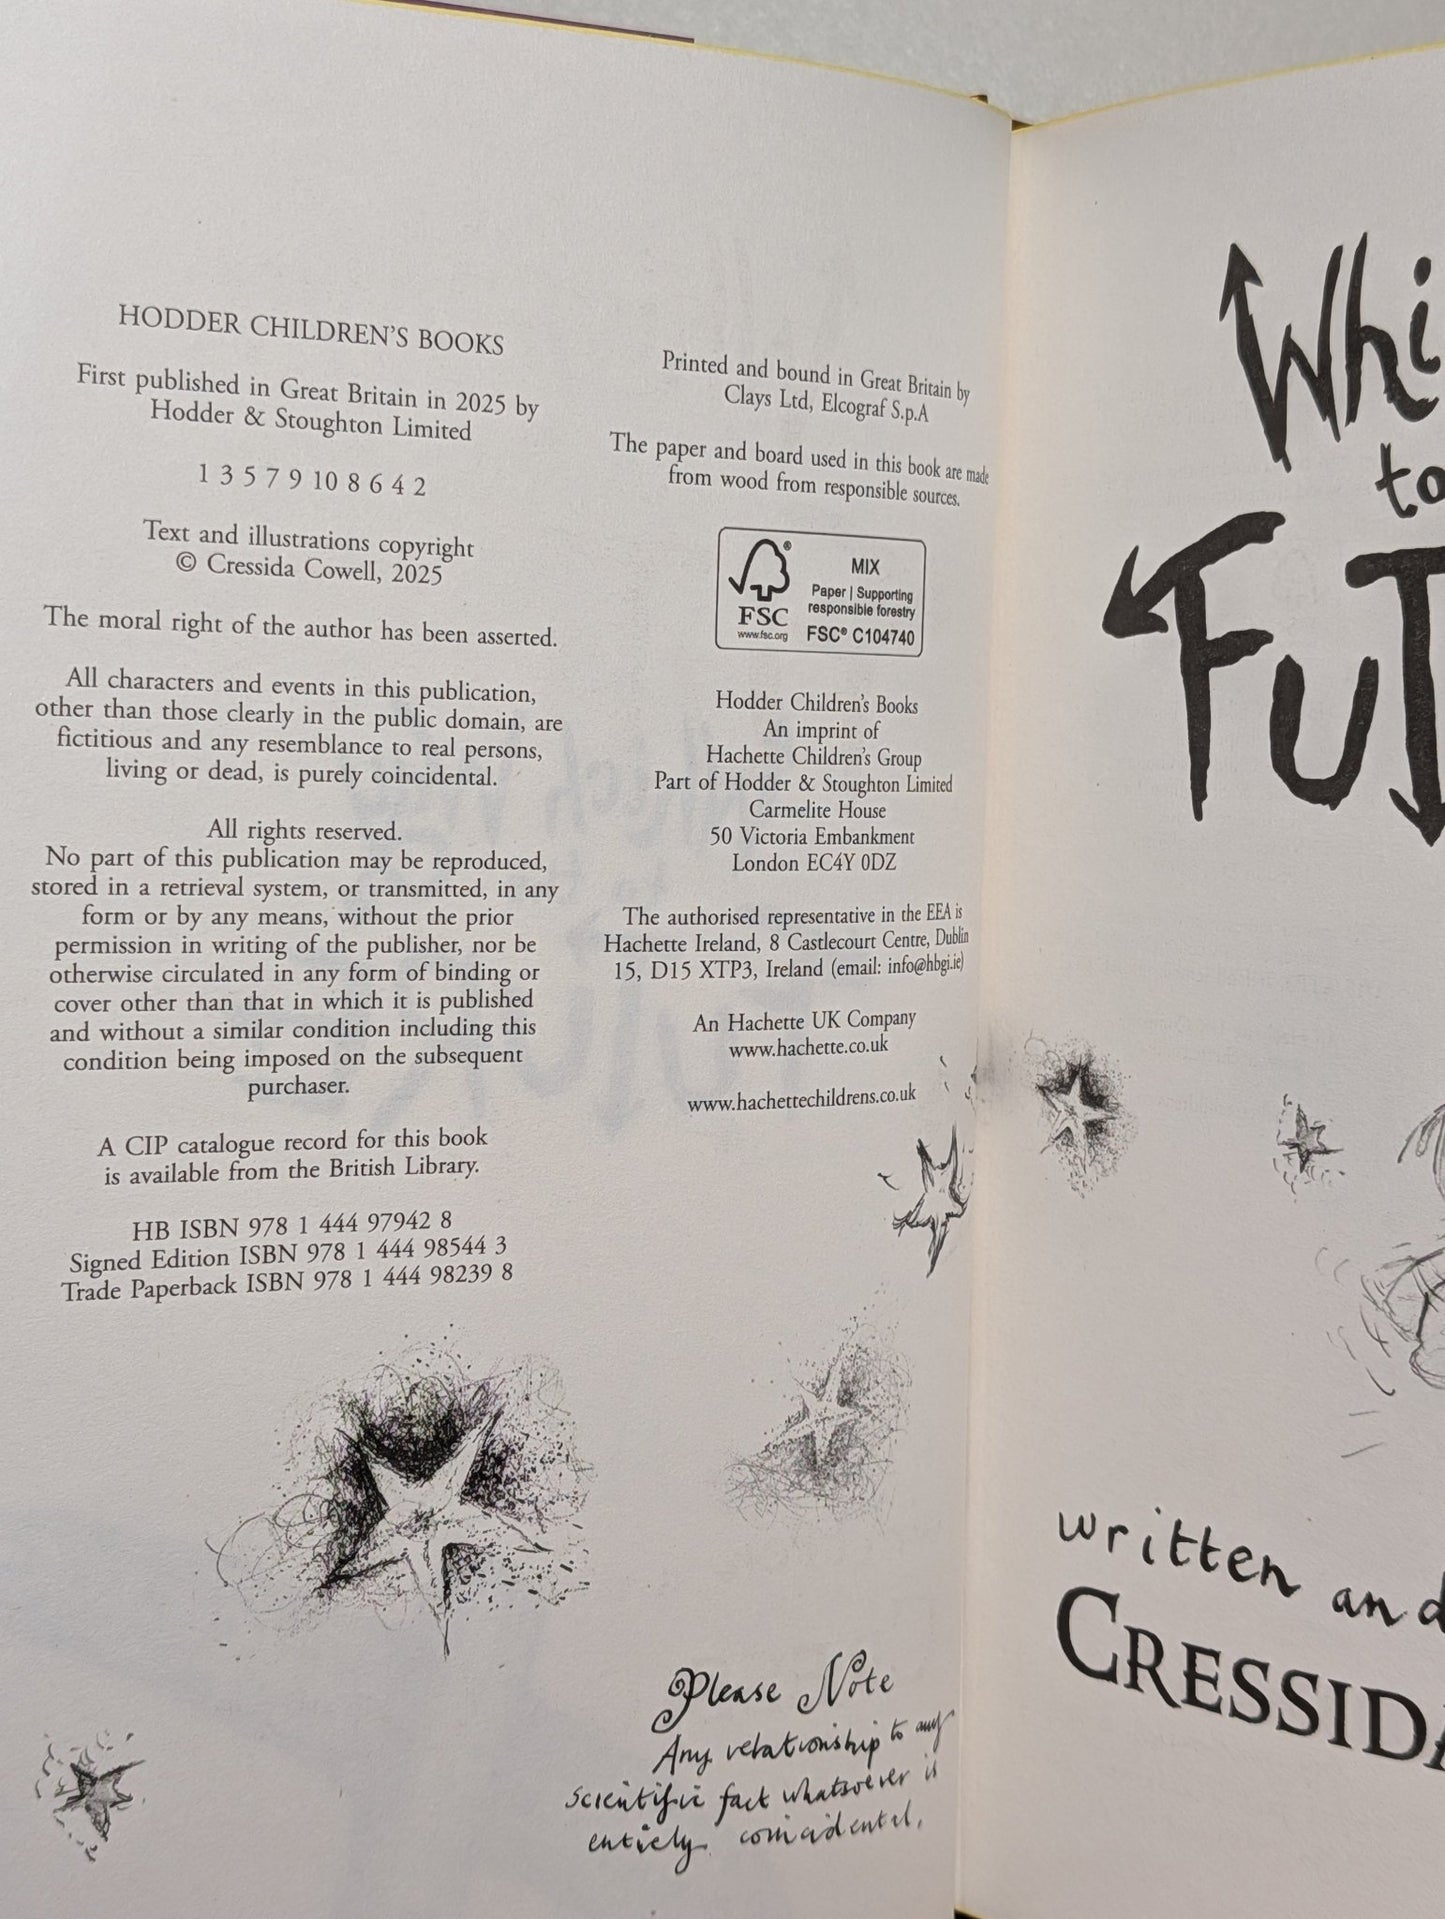 HODDER CHILDREN'S BOOKS
First published in Great Britain in 2025 by
Hodder & Stoughton Limited
1 3 5 7 9 10 8 6 4 2
Text and illustrations copyright
© Cressida Cowell, 2025
The moral right of the author has been asserted.
All characters and events in this publication,
other than those clearly in the public domain, are
fictitious and any resemblance to real persons,
living or dead, is purely coincidental.
All rights reserved.
No part of this publication may be reproduced,
stored in a retrieval system, or transmitted, in any
form or by any means, without the prior
permission in writing of the publisher, nor be
otherwise circulated in any form of binding or
cover other than that in which it is published
and without a similar condition including this
condition being imposed on the subsequent
purchaser.
A CIP catalogue record for this book
is available from the British Library.
HB ISBN 978 1 444 97942 8
Signed Edition ISBN 978 1 444 98544 3
Trade Paperback ISBN 978 1 444 98239 8
Printed and bound in Great Britain by
Clays Ltd, Elcograf S.p.A
The paper and board used in this book are made
from wood from responsible sources.
®
FSC
www.fsc.org
MIX
Paper | Supporting
responsible forestry
FSC® C104740
Hodder Children's Books
An imprint of
Hachette Children's Group
Part of Hodder & Stoughton Limited
Carmelite House
50 Victoria Embankment
London EC4Y 0DZ
The authorised representative in the EEA is
Hachette Ireland, 8 Castlecourt Centre, Dublin
15, D15 XTP3, Ireland (email: info@hbgi.ie)
An Hachette UK Company
www.hachette.co.uk
www.hachettechildrens.co.uk
Please Note
Any relationship to any
scientific fact whatsoever is
entirely coincidental.
Whi
to
FUT
written and
CRESSIDA